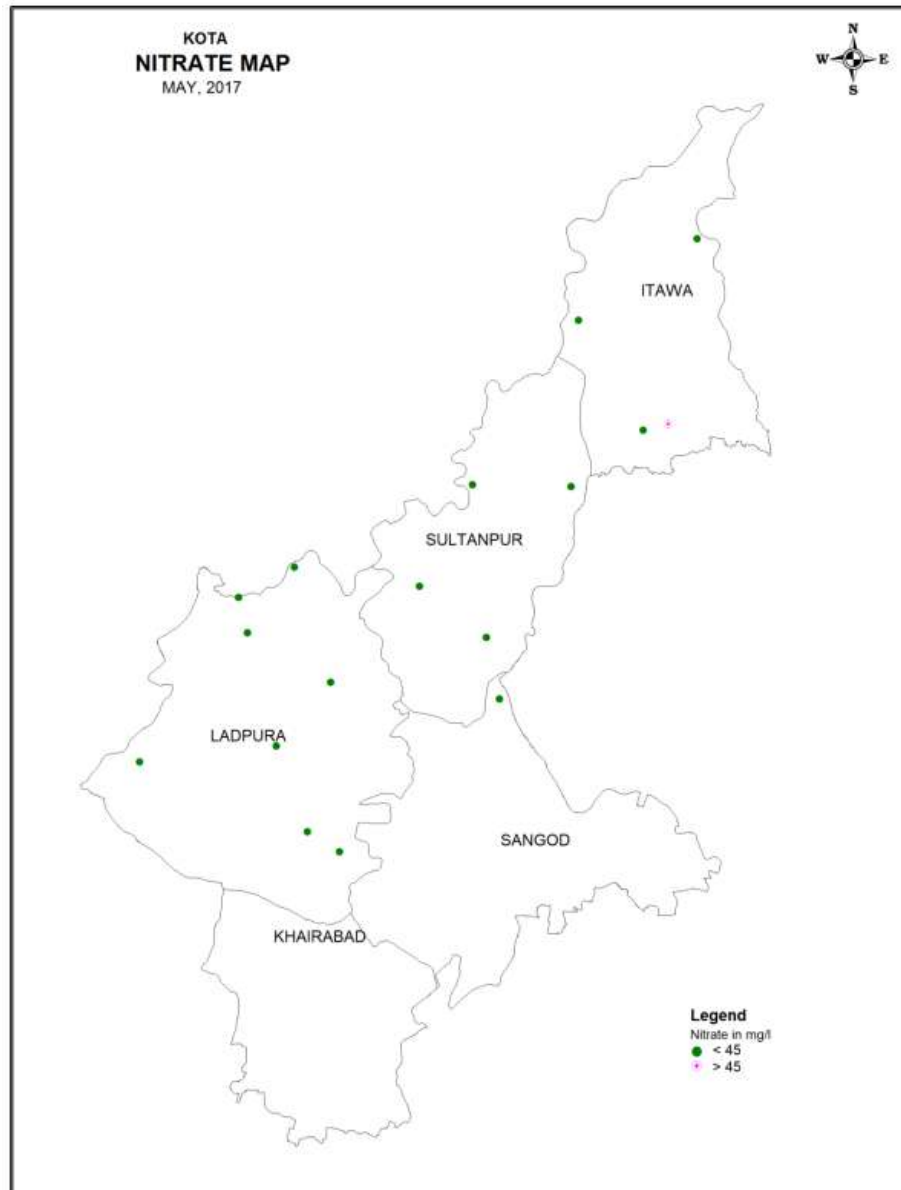 KOTA
NITRATE MAP
MAY, 2017
N
W E
S
ITAWA
SULTANPUR
LADPURA
SANGOD
KHAIRABAD
Legend
Nitrate in mg/l
< 45
> 45